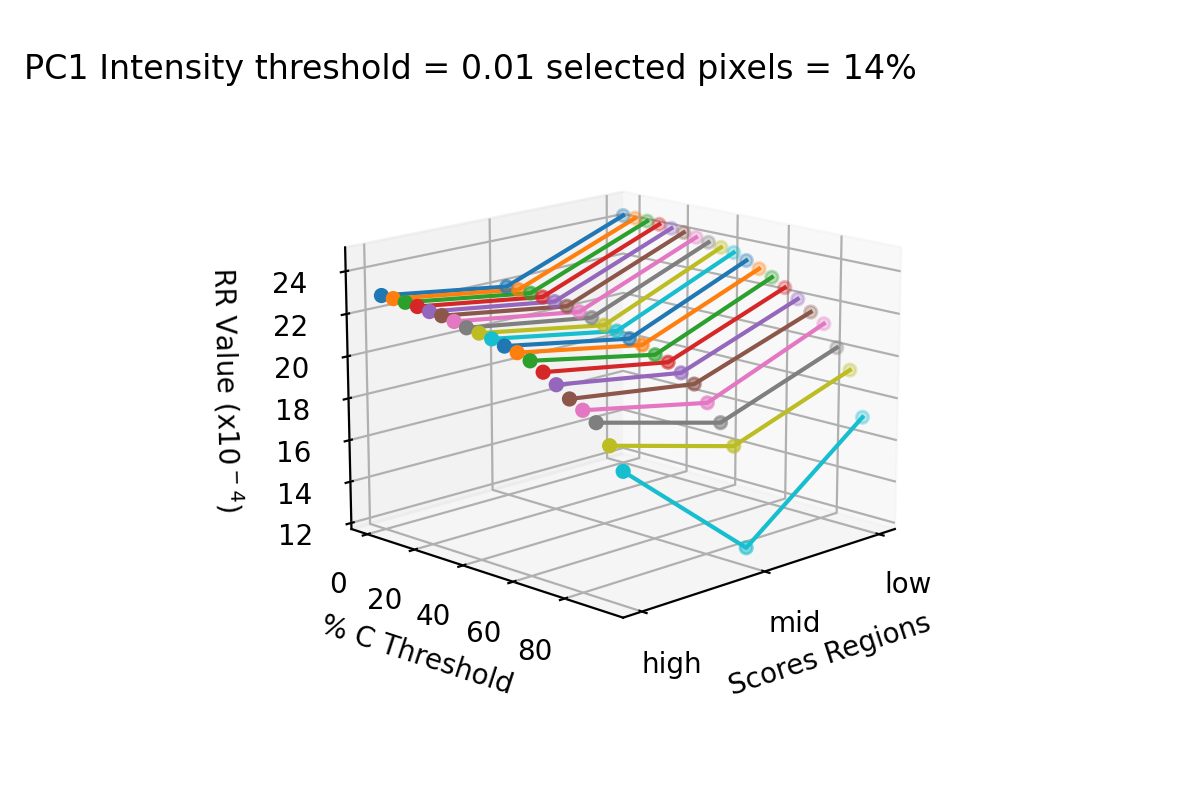 PC1 Intensity threshold = 0.01 selected pixels = 14%
RR Value (x10⁻⁴)
24
22
20
18
16
14
12
0
20
40
60
80
% C Threshold
high
mid
low
Scores Regions